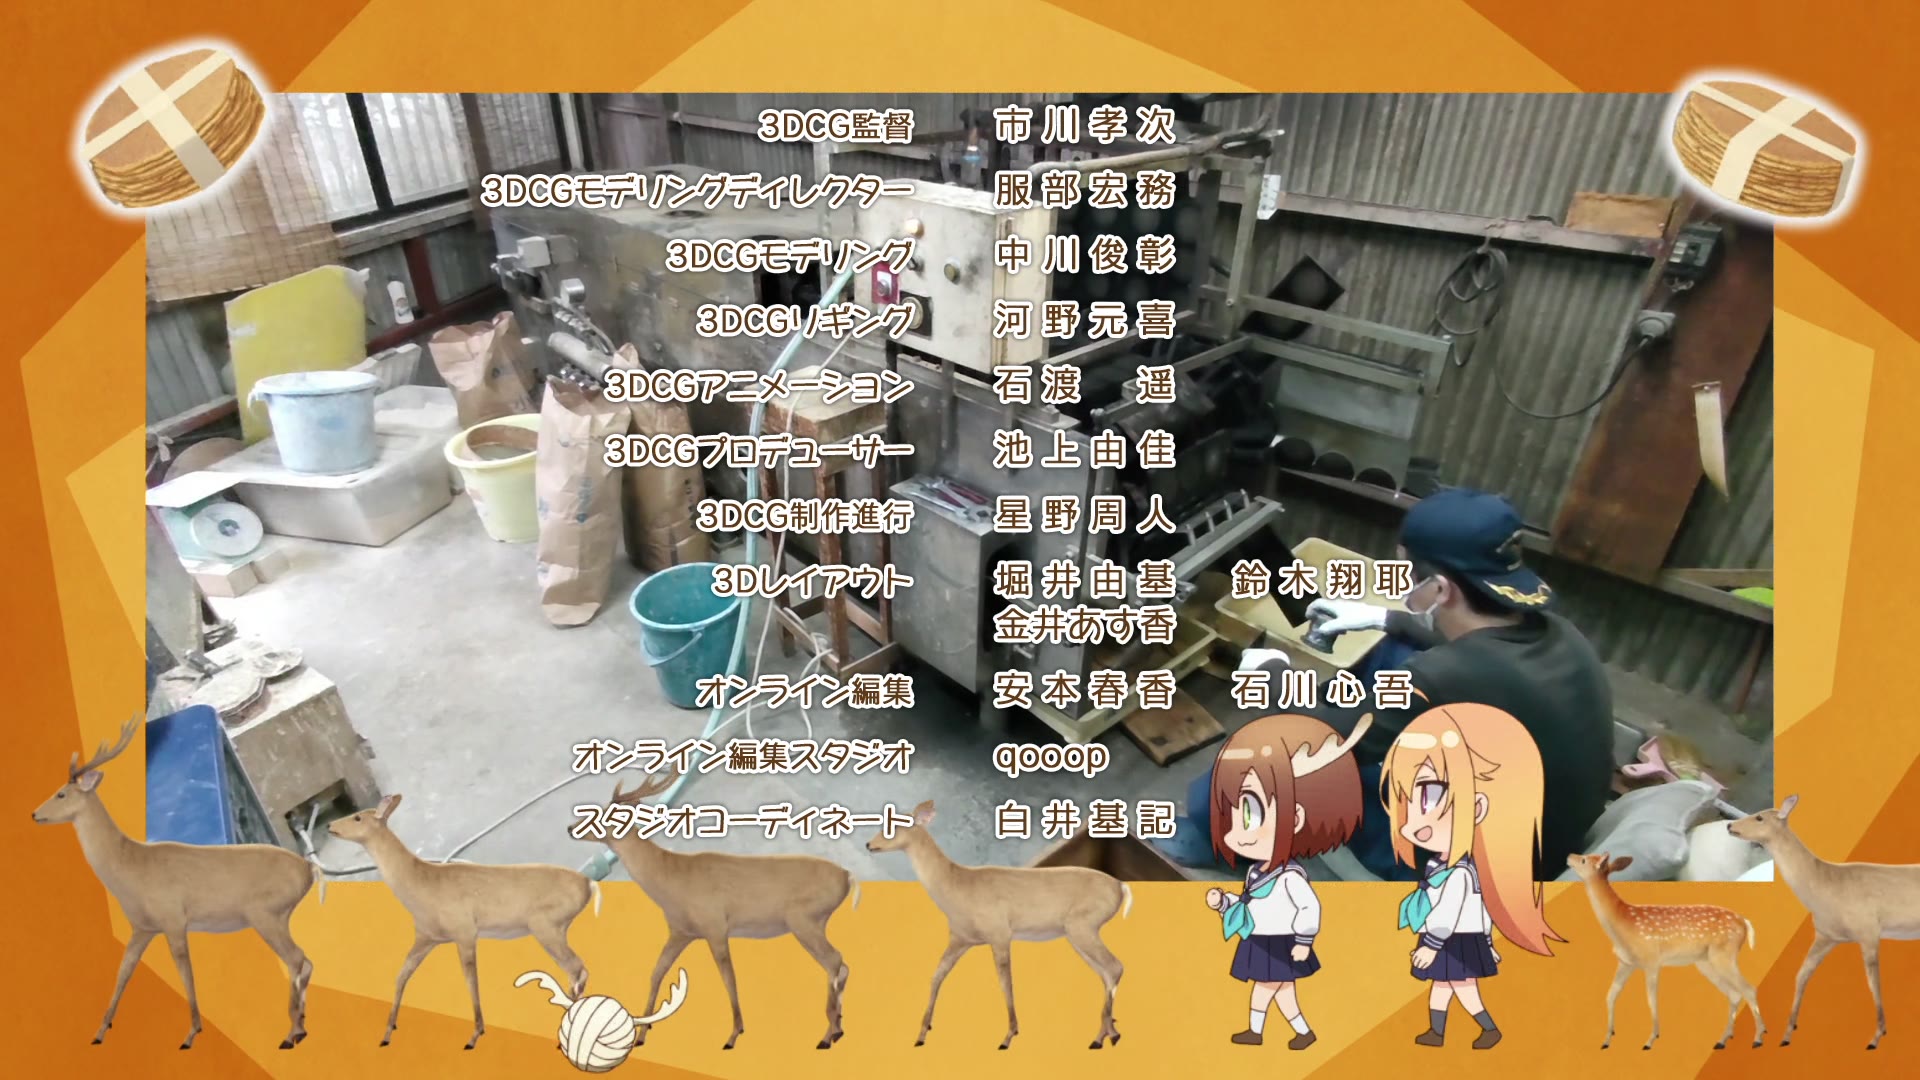 3DCG監督 市川孝次
3DCGモデリングディレクター 服部宏務
3DCGモデリング 中川俊彰
3DCGリギング 河野元喜
3DCGアニメーション 石渡 遥
3DCGプロデューサー 池上由佳
3DCG制作進行 星野周人
3Dレイアウト 堀井由基 鈴木翔耶
金井あす香
オンライン編集 安本春香 石川心吾
オンライン編集スタジオ qooop
スタジオコーディネート 白井基記